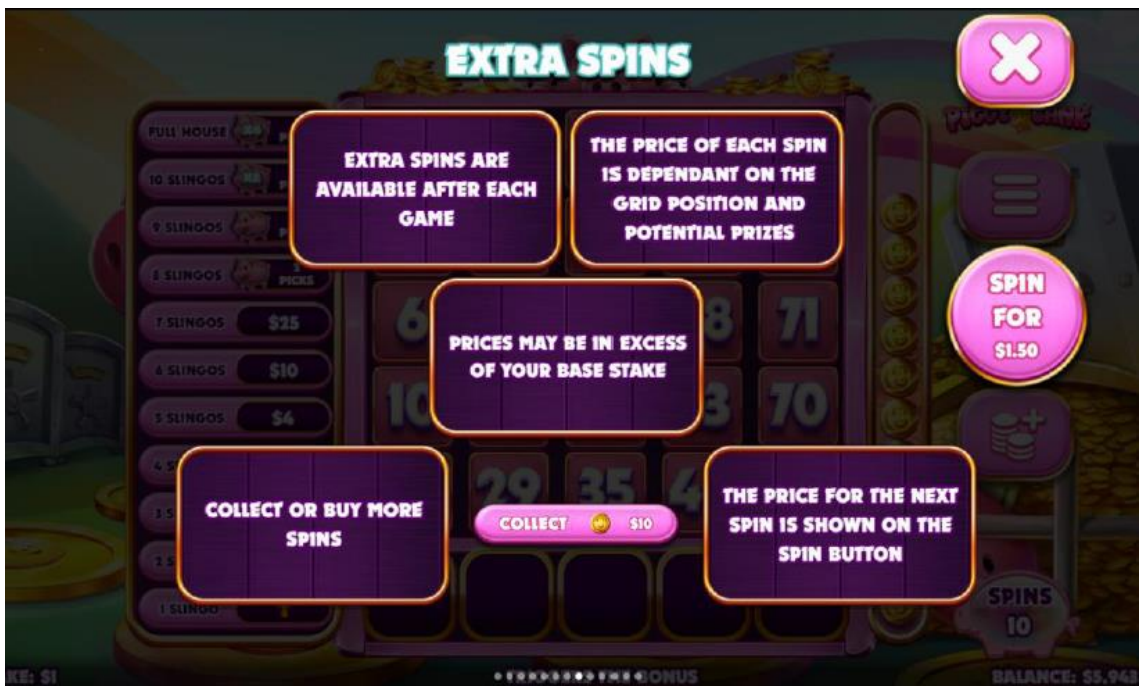 EXTRA SPINS
EXTRA SPINS ARE
AVAILABLE AFTER EACH
GAME
THE PRICE OF EACH SPIN
IS DEPENDANT ON THE
GRID POSITION AND
POTENTIAL PRIZES
PRICES MAY BE IN EXCESS
OF YOUR BASE STAKE
COLLECT OR BUY MORE
SPINS
COLLECT $10
THE PRICE FOR THE NEXT
SPIN IS SHOWN ON THE
SPIN BUTTON
SPIN
FOR
$1.50
FULL HOUSE
10 SLINGOS
9 SLINGOS
8 SLINGOS
PICKS
7 SLINGOS $25
6 SLINGOS $10
5 SLINGOS $4
1 SLINGO
71
70
29 35
SPINS
10
BONUS
BALANCE: $5,943